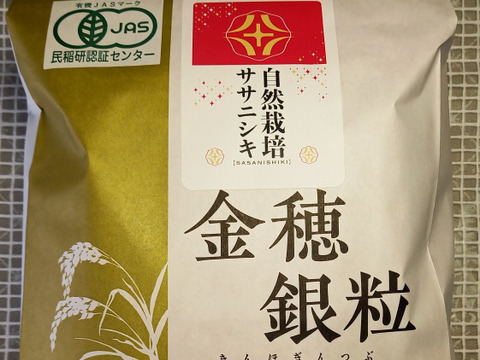 有機JASマーク
JAS
民稲研認証センター
自然栽培
ササニシキ
【SASANISHIKI】
金穂
銀粒
きんほぎんつぶ